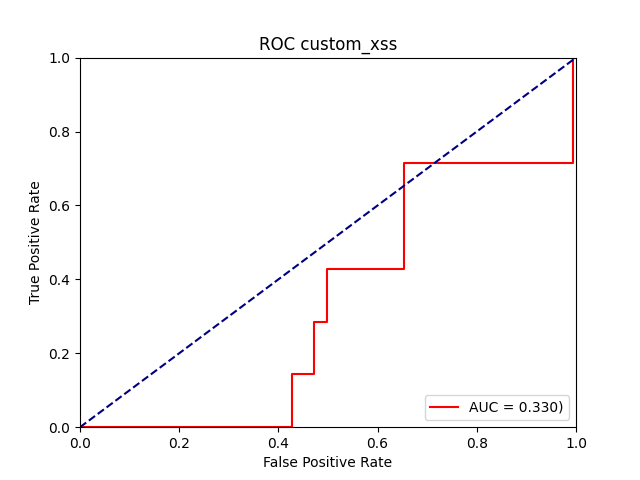 ROC custom_xss
1.0
0.8
0.6
0.4
0.2
0.0
True Positive Rate
AUC = 0.330)
0.0 0.2 0.4 0.6 0.8 1.0
False Positive Rate